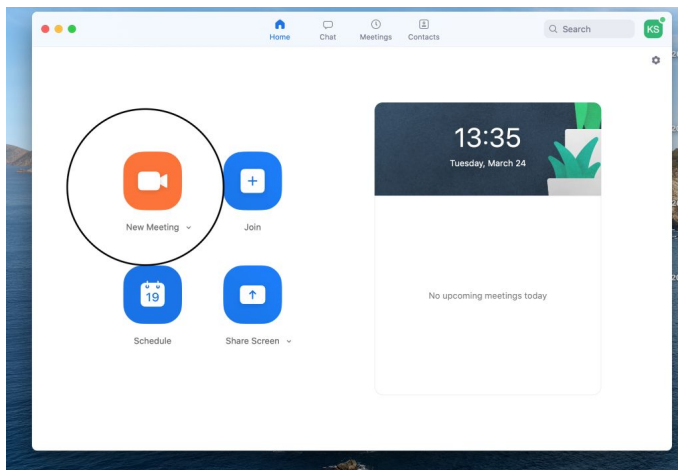 Home
Chat
Meetings
Contacts
Search
KS
13:35
Tuesday, March 24
New Meeting
Join
19
No upcoming meetings today
Schedule
Share Screen